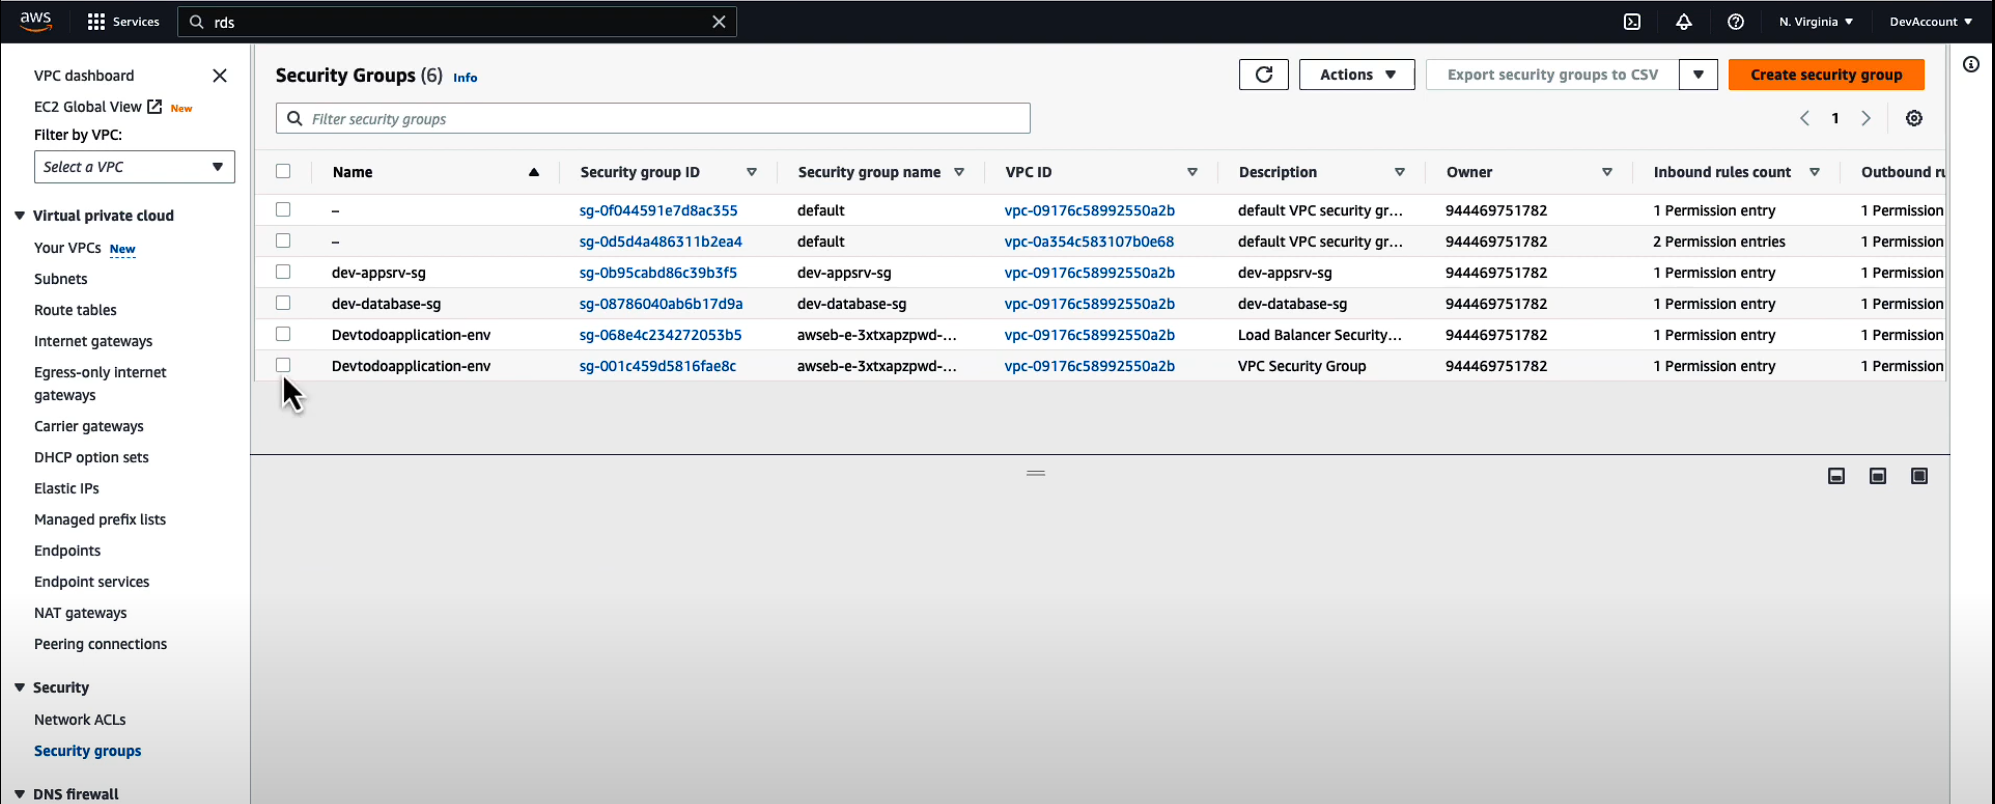 aws
Services
rds
N. Virginia
DevAccount
VPC dashboard
EC2 Global View New
Filter by VPC:
Select a VPC
Virtual private cloud
Your VPCs New
Subnets
Route tables
Internet gateways
Egress-only internet
gateways
Carrier gateways
DHCP option sets
Elastic IPs
Managed prefix lists
Endpoints
Endpoint services
NAT gateways
Peering connections
Security
Network ACLs
Security groups
DNS firewall
Security Groups (6) Info
Actions
Export security groups to CSV
Create security group
Filter security groups
1
Name Security group ID Security group name VPC ID Description Owner Inbound rules count Outbound ru
– sg-0f044591e7d8ac355 default vpc-09176c58992550a2b default VPC security gr... 944469751782 1 Permission entry 1 Permission
– sg-0d5d4a486311b2ea4 default vpc-0a354c583107b0e68 default VPC security gr... 944469751782 2 Permission entries 1 Permission
dev-appsrv-sg sg-0b95cabd86c39b3f5 dev-appsrv-sg vpc-09176c58992550a2b dev-appsrv-sg 944469751782 1 Permission entry 1 Permission
dev-database-sg sg-08786040ab6b17d9a dev-database-sg vpc-09176c58992550a2b dev-database-sg 944469751782 1 Permission entry 1 Permission
Devtodoapplication-env sg-068e4c234272053b5 awseb-e-3xtxapzpwd-... vpc-09176c58992550a2b Load Balancer Security... 944469751782 1 Permission entry 1 Permission
Devtodoapplication-env sg-001c459d5816fae8c awseb-e-3xtxapzpwd-... vpc-09176c58992550a2b VPC Security Group 944469751782 1 Permission entry 1 Permission